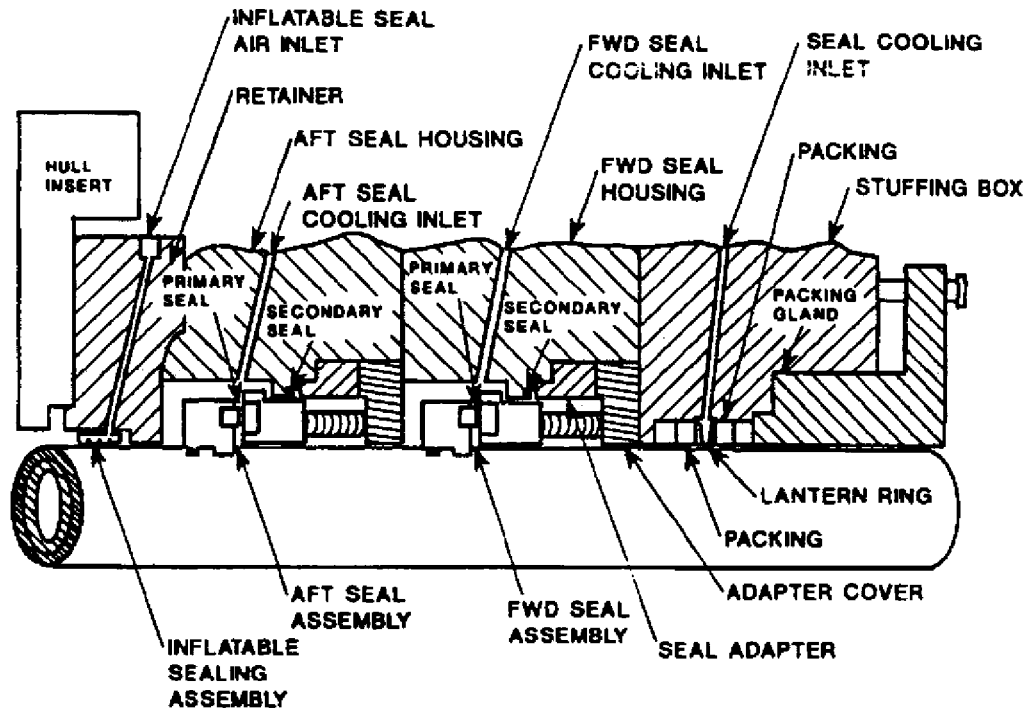 INFLATABLE SEAL
AIR INLET
FWD SEAL
COOLING INLET
SEAL COOLING
INLET
RETAINER
AFT SEAL HOUSING
FWD SEAL
HOUSING
PACKING
STUFFING BOX
HULL
INSERT
AFT SEAL
COOLING INLET
PRIMARY
SEAL
SECONDARY
SEAL
PRIMARY
SEAL
SECONDARY
SEAL
PACKING
GLAND
LANTERN RING
PACKING
ADAPTER COVER
AFT SEAL
ASSEMBLY
FWD SEAL
ASSEMBLY
SEAL ADAPTER
INFLATABLE
SEALING
ASSEMBLY